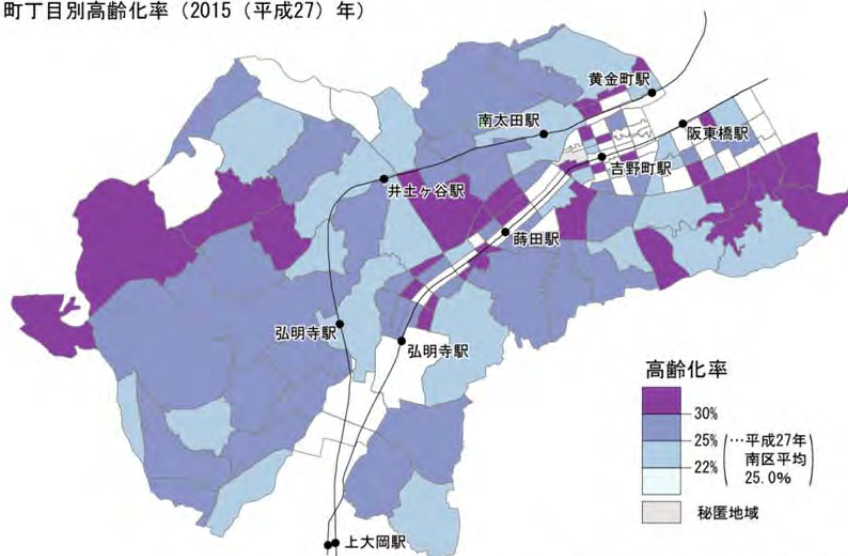 町丁目別高齢化率（2015（平成27）年）
黄金町駅
南太田駅
阪東橋駅
吉野町駅
井土ヶ谷駅
蒔田駅
弘明寺駅
弘明寺駅
高齢化率
30%
25%
22%
(…平成27年
南区平均
25.0%)
秘匿地域
上大岡駅